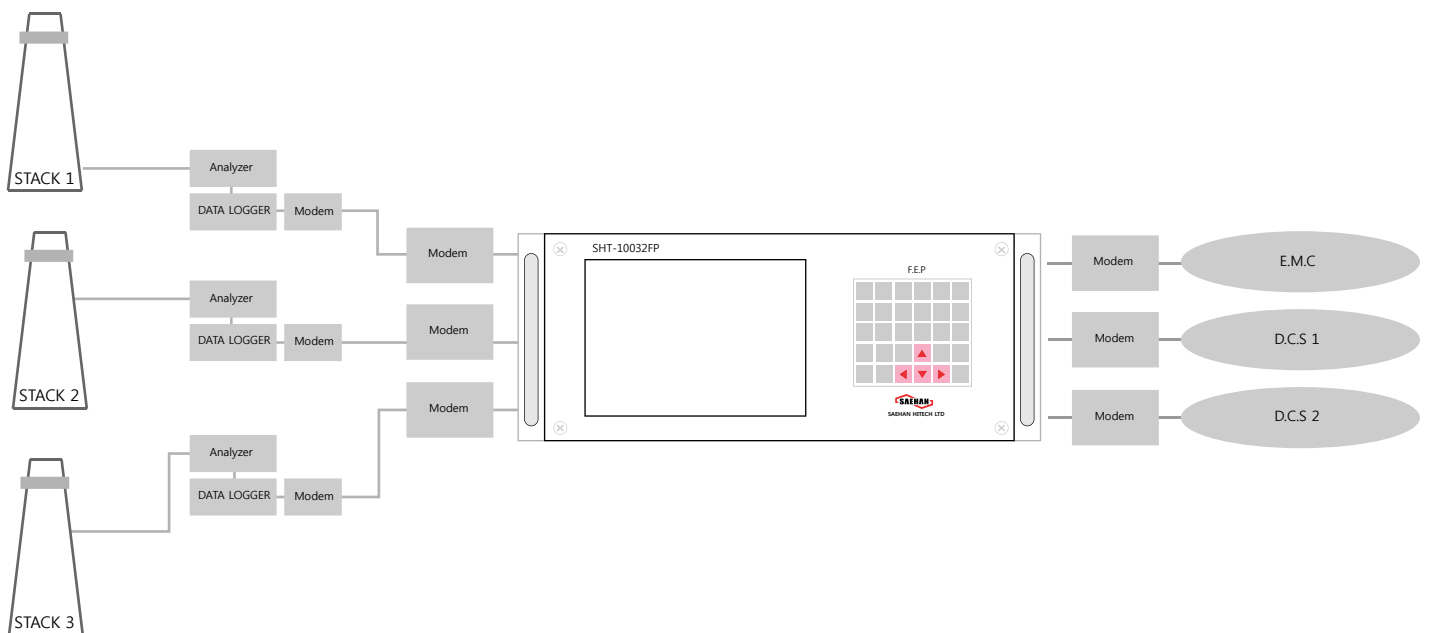 STACK 1
Analyzer
DATA LOGGER
Modem
STACK 2
Analyzer
DATA LOGGER
Modem
STACK 3
Analyzer
DATA LOGGER
Modem
Modem
Modem
Modem
SHT-10032FP
F.E.P
SAEHAN
SAEHAN HETECH LTD
Modem
E.M.C
Modem
D.C.S 1
Modem
D.C.S 2